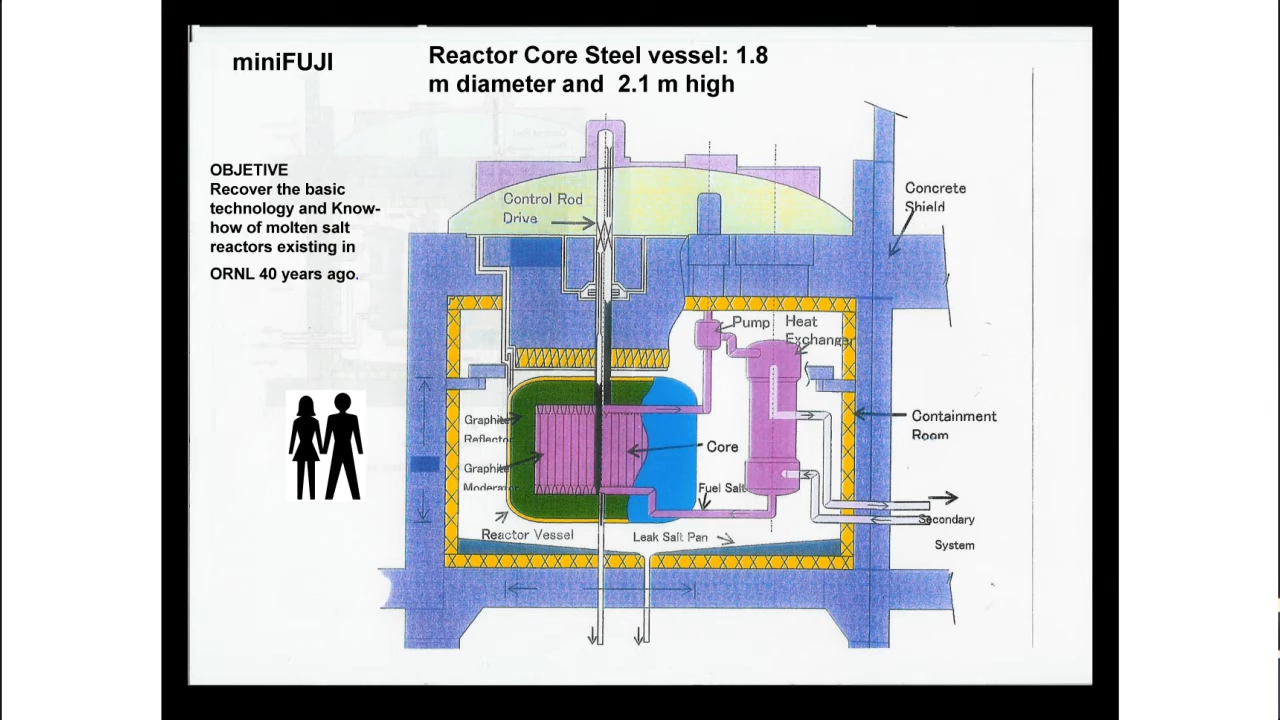 miniFUJI
Reactor Core Steel vessel: 1.8
m diameter and 2.1 m high
OBJETIVE
Recover the basic
technology and Know-
how of molten salt
reactors existing in
ORNL 40 years ago.
Control Rod
Drive
Concrete
Shield
Pump
Heat
Exchanger
Graphite
Reflector
Graphite
Moderator
Core
Containment
Room
Fuel Salt
Reactor Vessel
Leak Salt Pan
Secondary
System